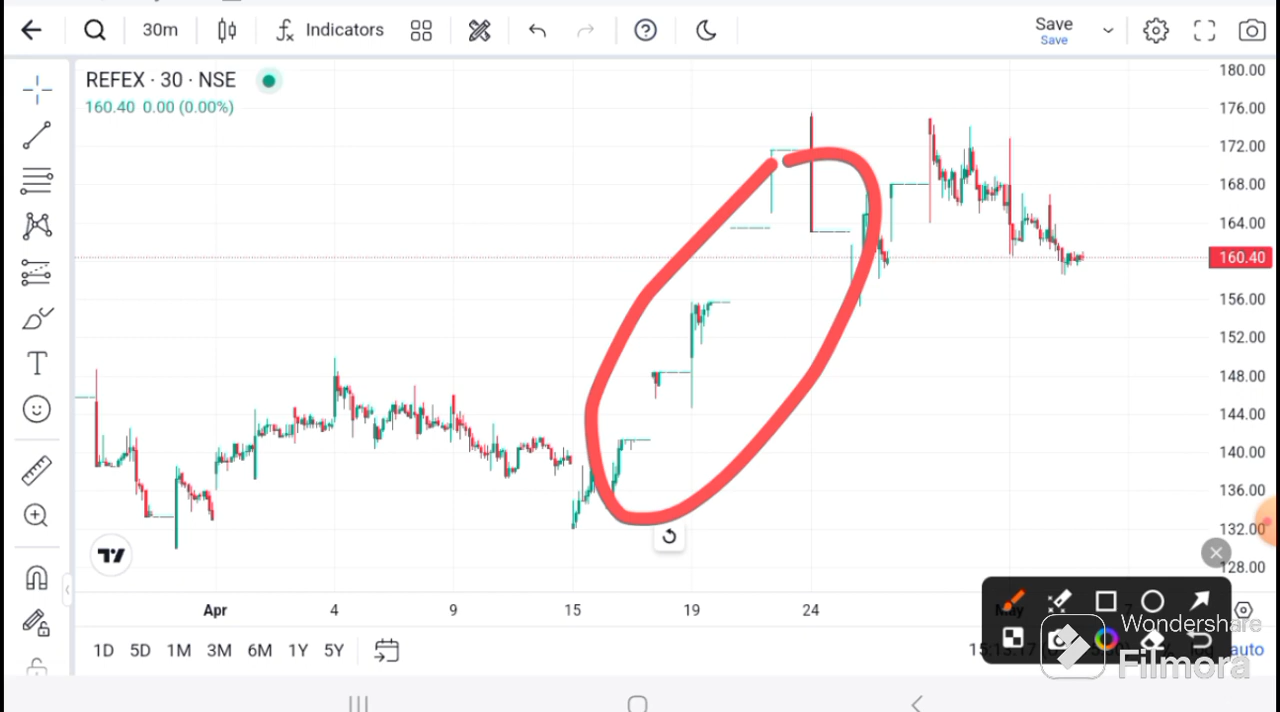 30m Indicators Save
Save
REFEX · 30 · NSE
160.40 0.00 (0.00%)
180.00
176.00
172.00
168.00
164.00
160.40
156.00
152.00
148.00
144.00
140.00
136.00
132.00
128.00
Apr 4 9 15 19 24
1D 5D 1M 3M 6M 1Y 5Y auto
Wondershare
Filmora